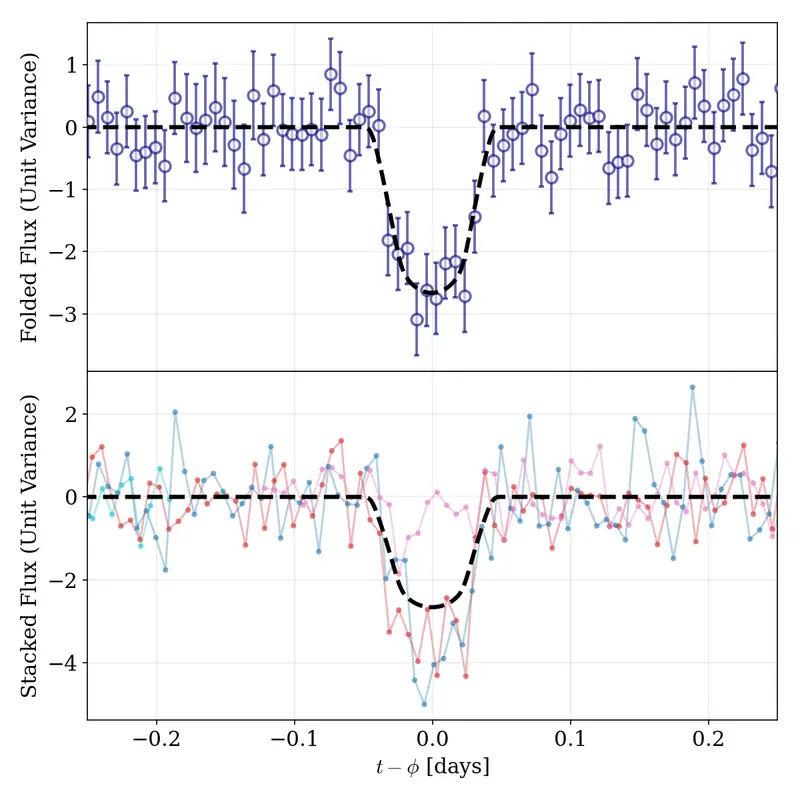 Folded Flux (Unit Variance)
1
0
−1
−2
−3
Stacked Flux (Unit Variance)
2
0
−2
−4
−0.2 −0.1 0.0 0.1 0.2
t − ϕ [days]